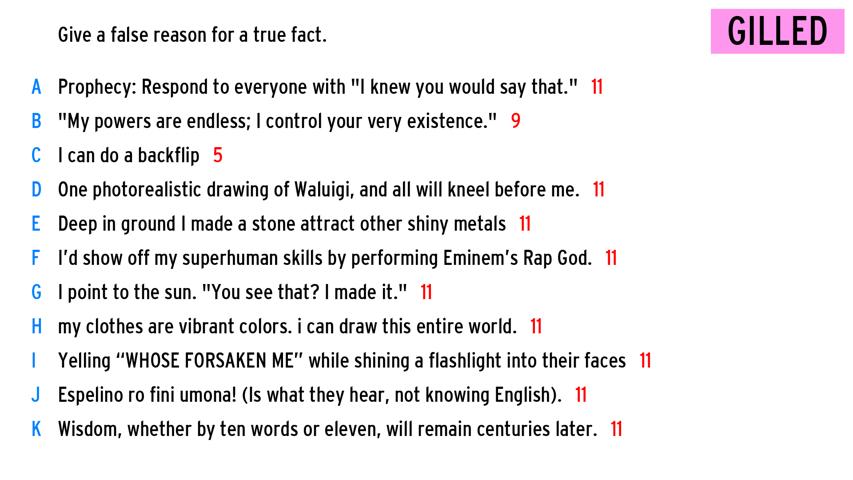 Give a false reason for a true fact.
GILLED
A Prophecy: Respond to everyone with "I knew you would say that." 11
B "My powers are endless; I control your very existence." 9
C I can do a backflip 5
D One photorealistic drawing of Waluigi, and all will kneel before me. 11
E Deep in ground I made a stone attract other shiny metals 11
F I'd show off my superhuman skills by performing Eminem's Rap God. 11
G I point to the sun. "You see that? I made it." 11
H my clothes are vibrant colors. i can draw this entire world. 11
I Yelling “WHOSE FORSAKEN ME” while shining a flashlight into their faces 11
J Espelino ro fini umona! (Is what they hear, not knowing English). 11
K Wisdom, whether by ten words or eleven, will remain centuries later. 11